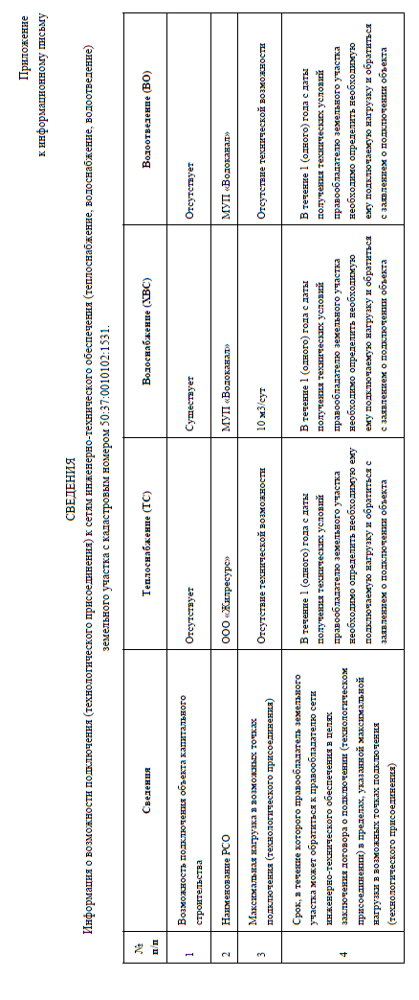 Приложение
к информационному письму
СВЕДЕНИЯ
Информация о возможности подключения (технологического присоединения) к сетям инженерно-технического обеспечения (теплоснабжение, водоснабжение, водоотведение)
земельного участка с кадастровым номером 50:37:0010102:1531.
№
п/п
Сведения
Теплоснабжение (ТС)
Водоснабжение (ХВС)
Водоотведение (ВО)
1
Возможность подключения объекта капитального
строительства
Отсутствует
Существует
Отсутствует
2
Наименование РСО
ООО «Жилресурс»
МУП «Водоканал»
МУП «Водоканал»
3
Максимальная нагрузка в возможных точках
подключения (технологического присоединения)
Отсутствие технической возможности
10 м3/сут
Отсутствие технической возможности
4
Срок, в течение которого правообладатель земельного
участка может обратиться к правообладателю сети
инженерно-технического обеспечения в целях
заключения договора о подключении (технологическом
присоединении) в пределах, указанной максимальной
нагрузки в возможных точках подключения
(технологического присоединения)
В течение 1 (одного) года с даты
получения технических условий
правообладателю земельного участка
необходимо определить необходимую ему
подключаемую нагрузку и обратиться с
заявлением о подключении объекта
В течение 1 (одного) года с даты
получения технических условий
правообладателю земельного участка
необходимо определить необходимую
ему подключаемую нагрузку и обратиться
с заявлением о подключении объекта
В течение 1 (одного) года с даты
получения технических условий
правообладателю земельного участка
необходимо определить необходимую
ему подключаемую нагрузку и обратиться
с заявлением о подключении объекта